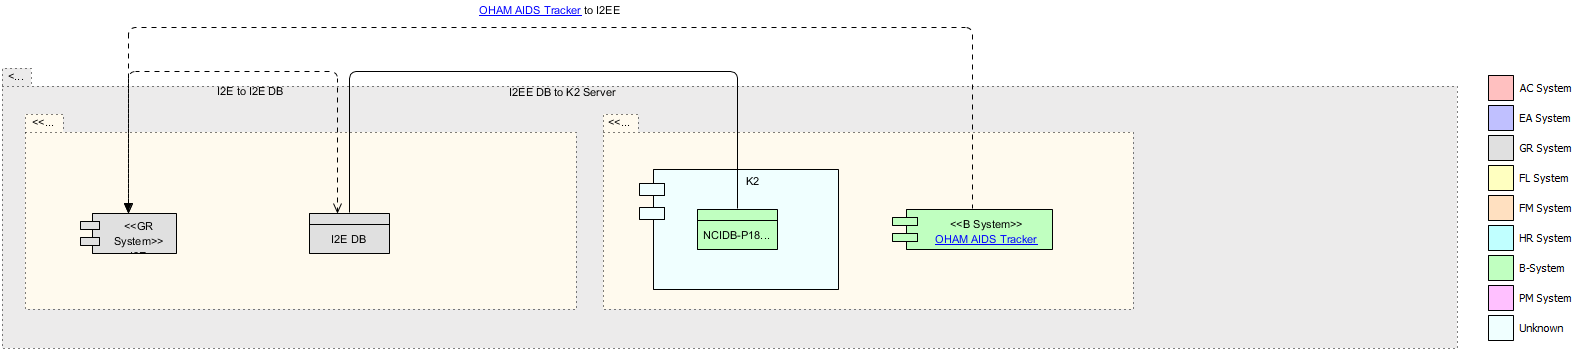 OHAM AIDS Tracker to I2EE
<...
I2E to I2E DB
I2EE DB to K2 Server
<<...
<<...
<<GR
System>>
I2E DB
K2
NCIDB-P18...
<<B System>>
OHAM AIDS Tracker
AC System
EA System
GR System
FL System
FM System
HR System
B-System
PM System
Unknown